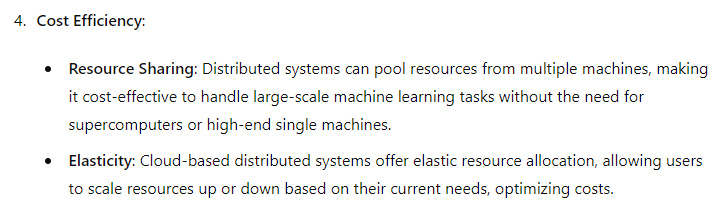 4. Cost Efficiency:
• Resource Sharing: Distributed systems can pool resources from multiple machines, making
it cost-effective to handle large-scale machine learning tasks without the need for
supercomputers or high-end single machines.
• Elasticity: Cloud-based distributed systems offer elastic resource allocation, allowing users
to scale resources up or down based on their current needs, optimizing costs.